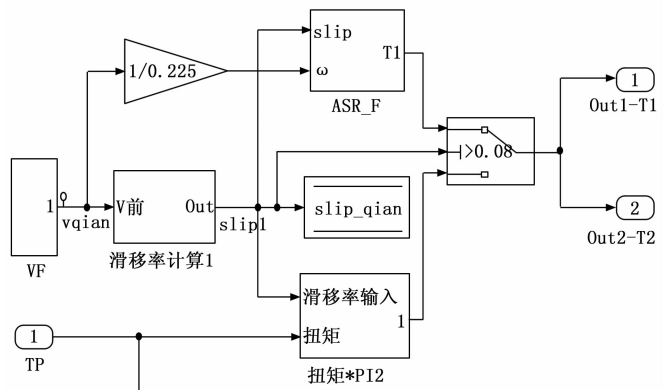 slip
T1
1/0.225
ω
ASR_F
1
Out1-T1
>0.08
1
V前
Out
slip_qian
2
vqian
slip1
Out2-T2
滑移率计算1
VF
滑移率输入
1
1
扭矩
TP
扭矩*PI2